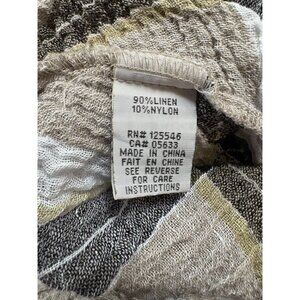 90%LINEN
10%NYLON
RN# 125546
CA# 05633
MADE IN CHINA
FAIT EN CHINE
SEE REVERSE
FOR CARE
INSTRUCTIONS